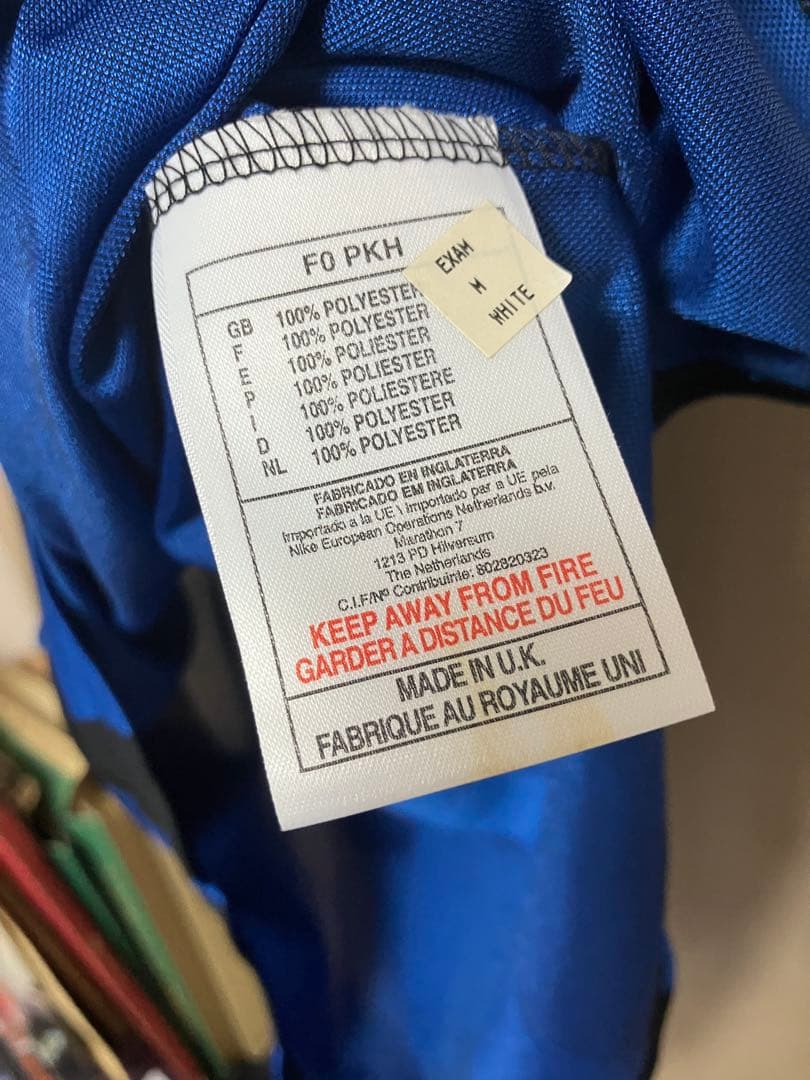 F0 PKH
EXAM
M
WHITE
GB 100% POLYESTER
F 100% POLYESTER
E 100% POLIESTER
P 100% POLYESTER
I 100% POLIESTERE
D 100% POLYESTER
NL 100% POLYESTER
FABRICADO EN INGLATERRA
FABRICADO EM INGLATERRA
Importado a la UE \ Importado par a UE pela
Nike European Operations Netherlands b.v.
Marathon 7
1213 PD Hilversum
The Netherlands
C.I.F/Nº Contribuinte: 802820323
KEEP AWAY FROM FIRE
GARDER A DISTANCE DU FEU
MADE IN U.K.
FABRIQUE AU ROYAUME UNI